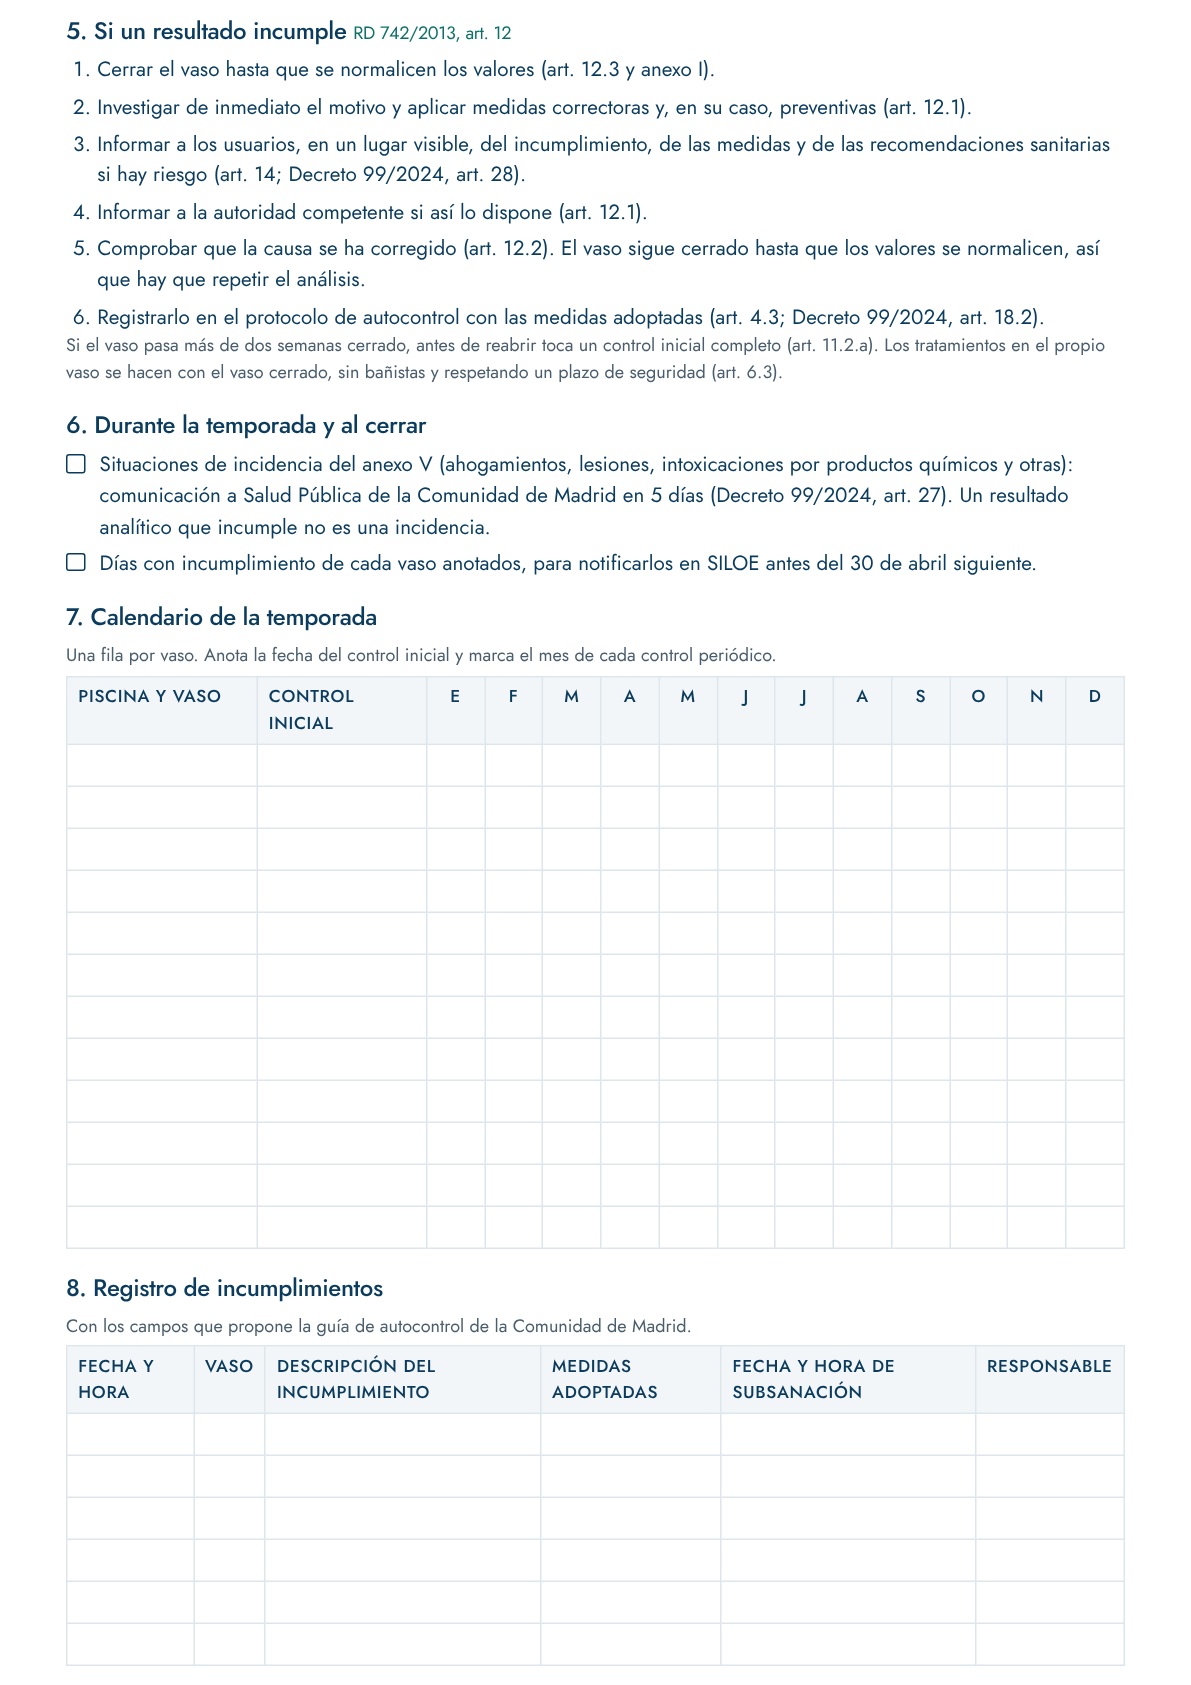 5. Si un resultado incumple RD 742/2013, art. 12
1. Cerrar el vaso hasta que se normalicen los valores (art. 12.3 y anexo I).
2. Investigar de inmediato el motivo y aplicar medidas correctoras y, en su caso, preventivas (art. 12.1).
3. Informar a los usuarios, en un lugar visible, del incumplimiento, de las medidas y de las recomendaciones sanitarias
si hay riesgo (art. 14; Decreto 99/2024, art. 28).
4. Informar a la autoridad competente si así lo dispone (art. 12.1).
5. Comprobar que la causa se ha corregido (art. 12.2). El vaso sigue cerrado hasta que los valores se normalicen, así
que hay que repetir el análisis.
6. Registrarlo en el protocolo de autocontrol con las medidas adoptadas (art. 4.3; Decreto 99/2024, art. 18.2).
Si el vaso pasa más de dos semanas cerrado, antes de reabrir toca un control inicial completo (art. 11.2.a). Los tratamientos en el propio
vaso se hacen con el vaso cerrado, sin bañistas y respetando un plazo de seguridad (art. 6.3).
6. Durante la temporada y al cerrar
Situaciones de incidencia del anexo V (ahogamientos, lesiones, intoxicaciones por productos químicos y otras):
comunicación a Salud Pública de la Comunidad de Madrid en 5 días (Decreto 99/2024, art. 27). Un resultado
analítico que incumple no es una incidencia.
Días con incumplimiento de cada vaso anotados, para notificarlos en SILOE antes del 30 de abril siguiente.
7. Calendario de la temporada
Una fila por vaso. Anota la fecha del control inicial y marca el mes de cada control periódico.
PISCINA Y VASO CONTROL E F M A M J J A S O N D
INICIAL
8. Registro de incumplimientos
Con los campos que propone la guía de autocontrol de la Comunidad de Madrid.
FECHA Y VASO DESCRIPCIÓN DEL MEDIDAS FECHA Y HORA DE RESPONSABLE
HORA INCUMPLIMIENTO ADOPTADAS SUBSANACIÓN